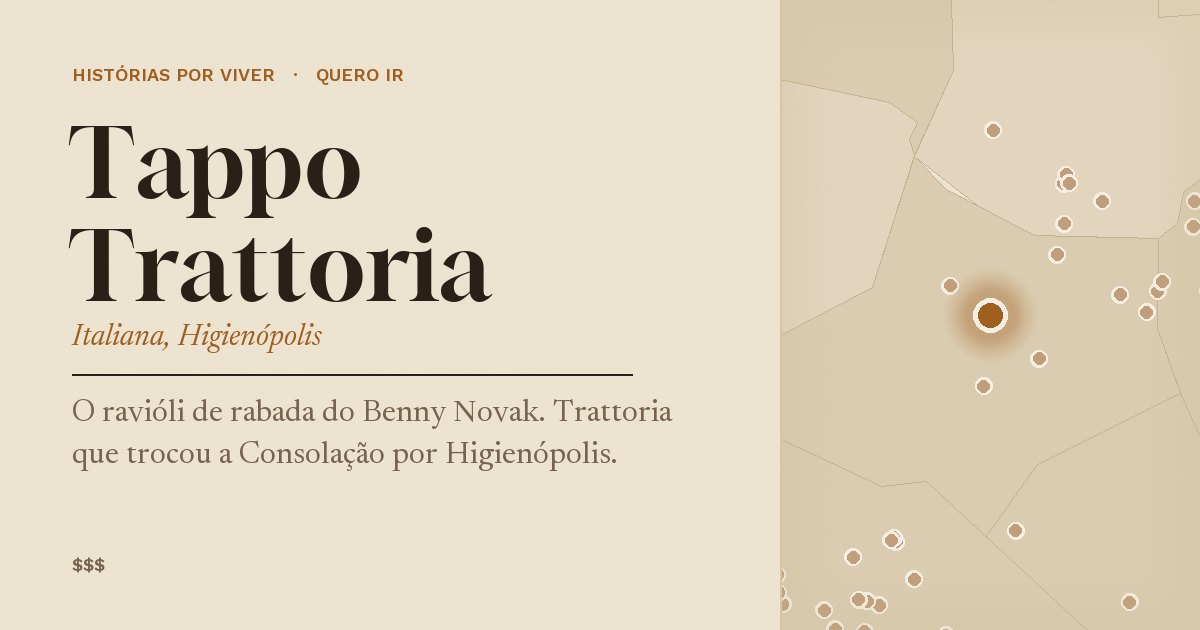 HISTÓRIAS POR VIVER · QUERO IR
Tappo
Trattoria
Italiana, Higienópolis
O ravióli de rabada do Benny Novak. Trattoria
que trocou a Consolação por Higienópolis.
$$$